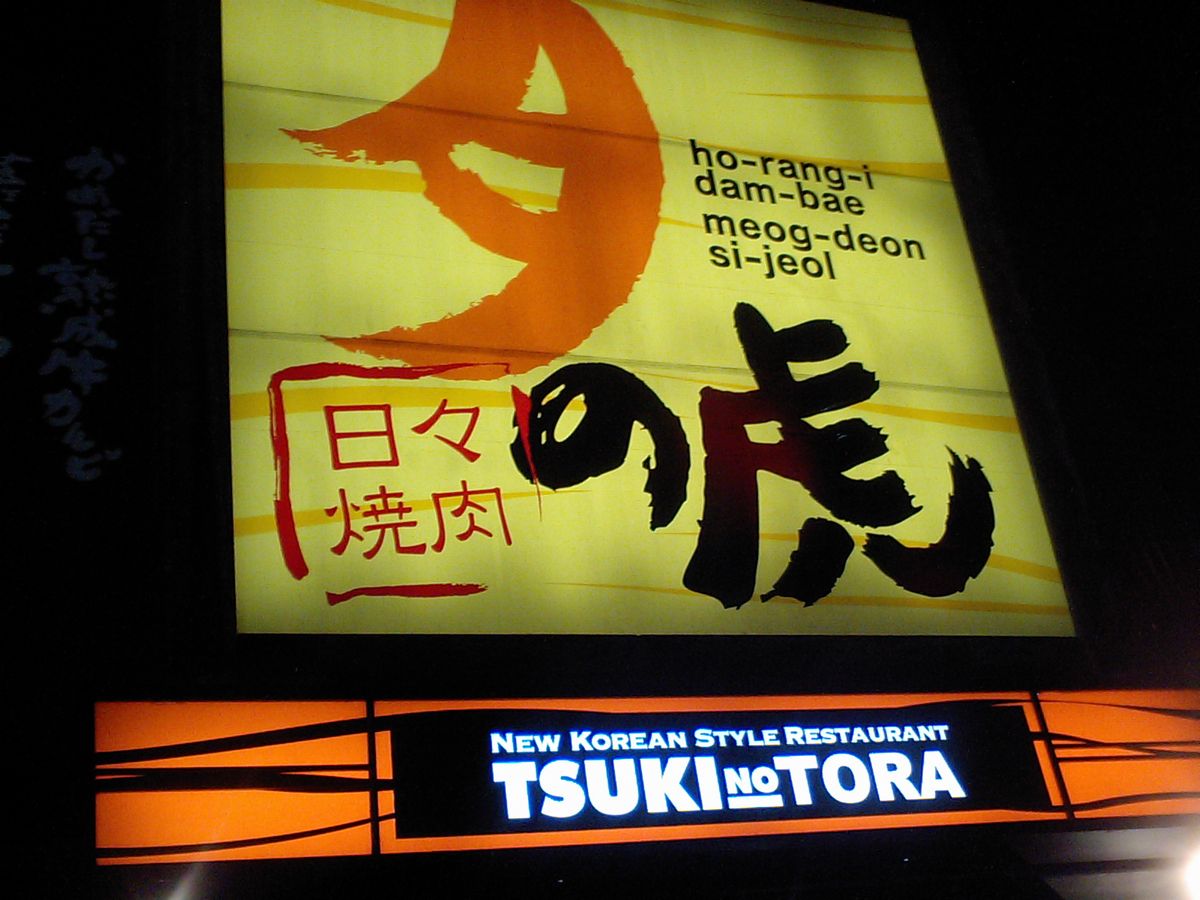 月
ho-rang-i
dam-bae
meog-deon
si-jeol
の虎
日々
焼肉
NEW KOREAN STYLE RESTAURANT
TSUKI NO TORA